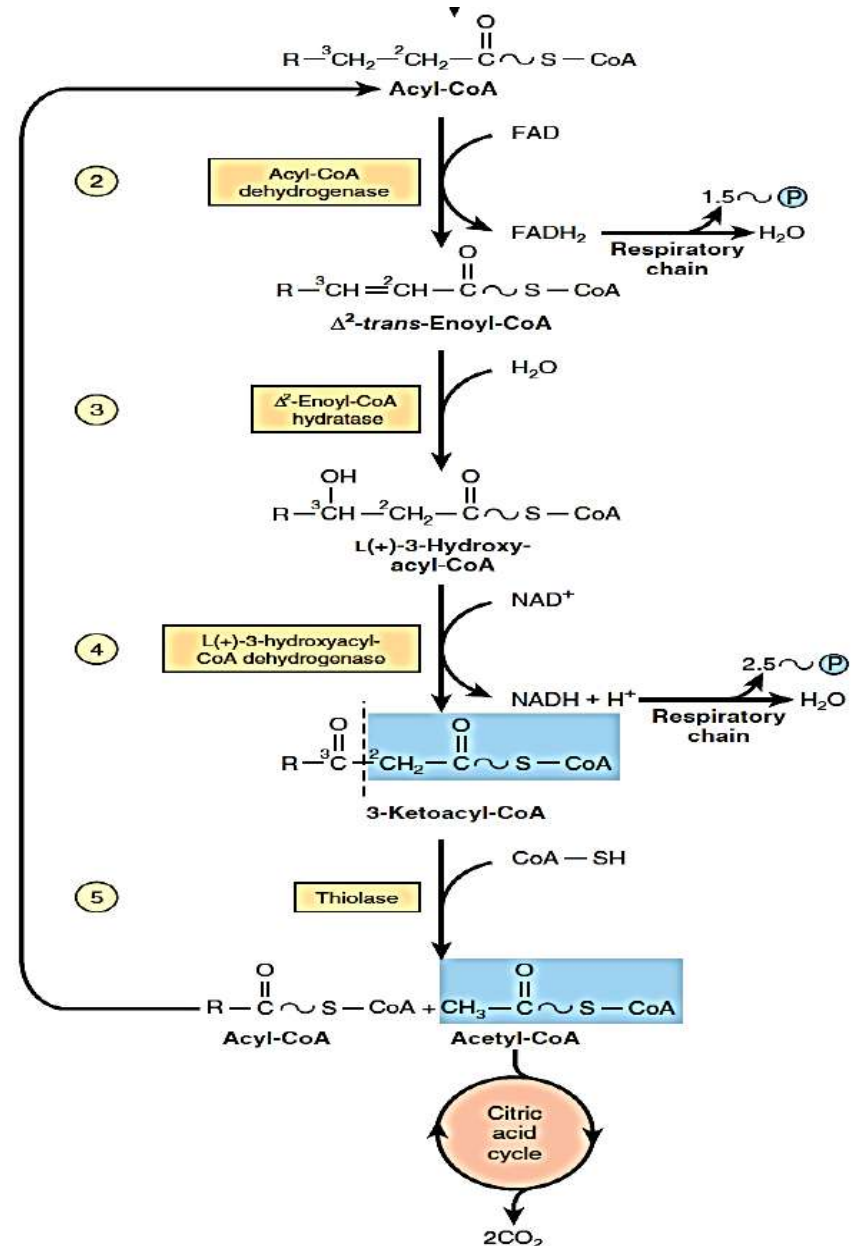 O
R—³CH₂—²CH₂—C～S—CoA
Acyl-CoA
FAD
2
Acyl-CoA
dehydrogenase
1.5～P
FADH₂
H₂O
Respiratory
chain
O
R—³CH=²CH—C～S—CoA
Δ²-trans-Enoyl-CoA
H₂O
3
Δ²-Enoyl-CoA
hydratase
OH
O
R—³CH—²CH₂—C～S—CoA
L(+)-3-Hydroxy-
acyl-CoA
NAD⁺
4
L(+)-3-hydroxyacyl-
CoA dehydrogenase
2.5～P
NADH + H⁺
H₂O
Respiratory
chain
O
O
R—³C—²CH₂—C～S—CoA
3-Ketoacyl-CoA
CoA—SH
5
Thiolase
O
O
R—C～S—CoA + CH₃—C～S—CoA
Acyl-CoA
Acetyl-CoA
Citric
acid
cycle
2CO₂